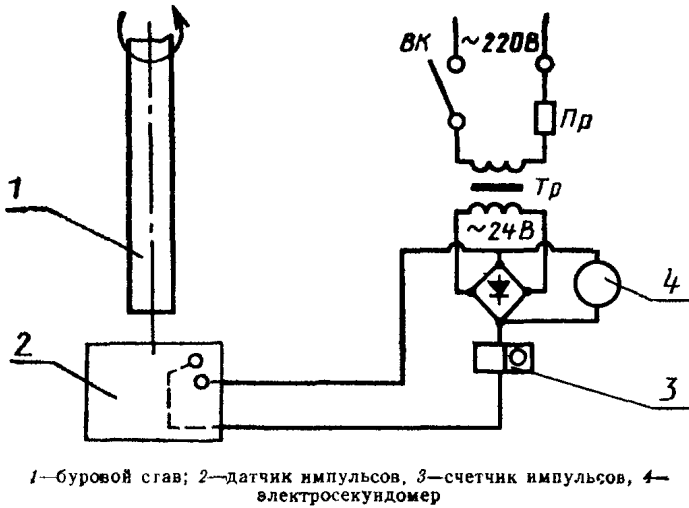 ВК ~220В
Пр
Тр
~24В
1
2
3
4
1—буровой став; 2—датчик импульсов, 3—счетчик импульсов, 4—
электросекундомер